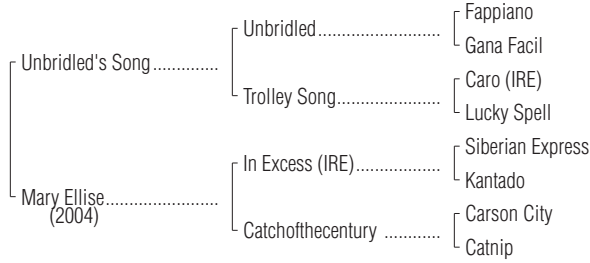 Fappiano
Unbridled........................
Gana Facil
Unbridled's Song.............
Caro (IRE)
Trolley Song....................
Lucky Spell
Siberian Express
In Excess (IRE)................
Kantado
Mary Ellise......................
(2004)
Carson City
Catchofthecentury ...........
Catnip